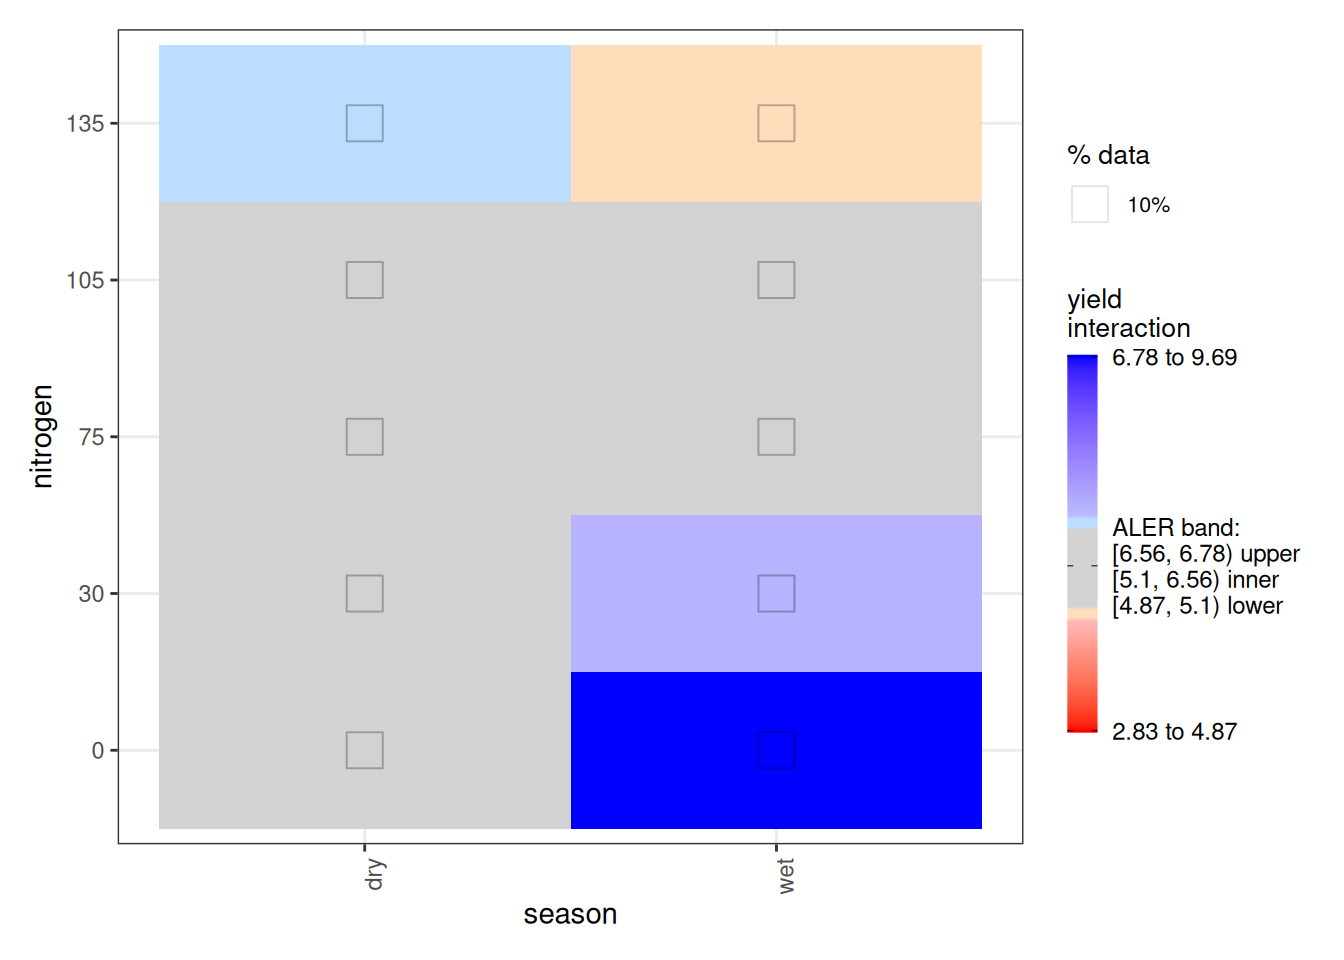 135
105
75
30
0
nitrogen
dry
wet
season
% data
10%
yield
interaction
6.78 to 9.69
ALER band:
[6.56, 6.78) upper
[5.1, 6.56) inner
[4.87, 5.1) lower
2.83 to 4.87